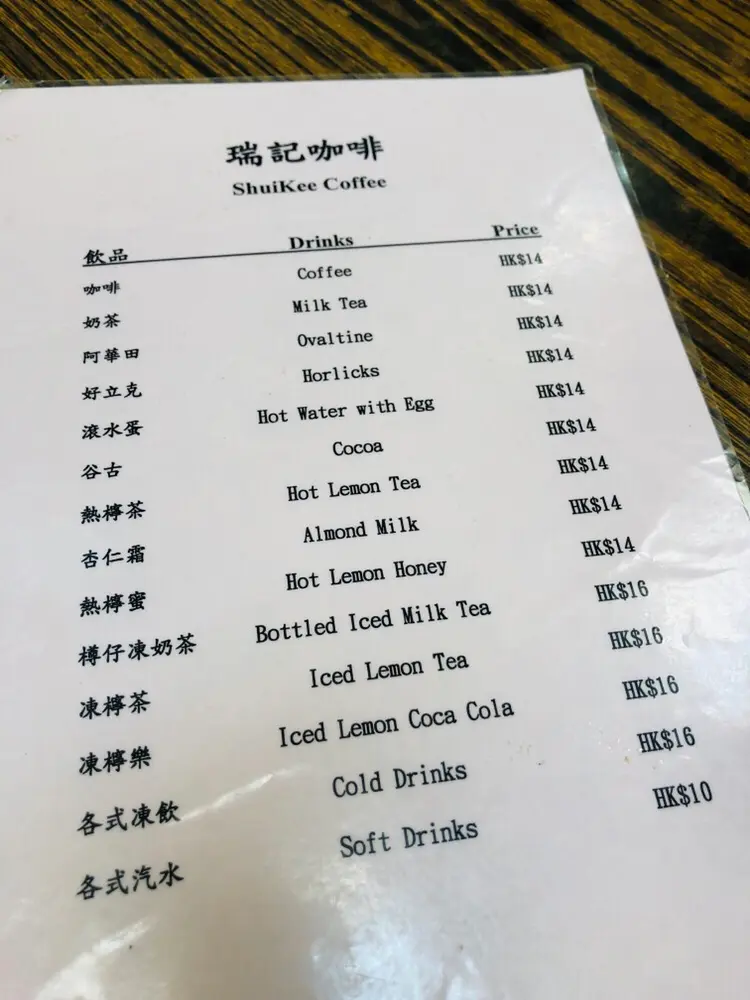 瑞記咖啡
ShuiKee Coffee
飲品 Drinks Price
咖啡 Coffee HK$14
奶茶 Milk Tea HK$14
阿華田 Ovaltine HK$14
好立克 Horlicks HK$14
滾水蛋 Hot Water with Egg HK$14
谷古 Cocoa HK$14
熱檸茶 Hot Lemon Tea HK$14
杏仁霜 Almond Milk HK$14
熱檸蜜 Hot Lemon Honey HK$14
樽仔凍奶茶 Bottled Iced Milk Tea HK$16
凍檸茶 Iced Lemon Tea HK$16
凍檸樂 Iced Lemon Coca Cola HK$16
各式凍飲 Cold Drinks HK$16
各式汽水 Soft Drinks HK$10